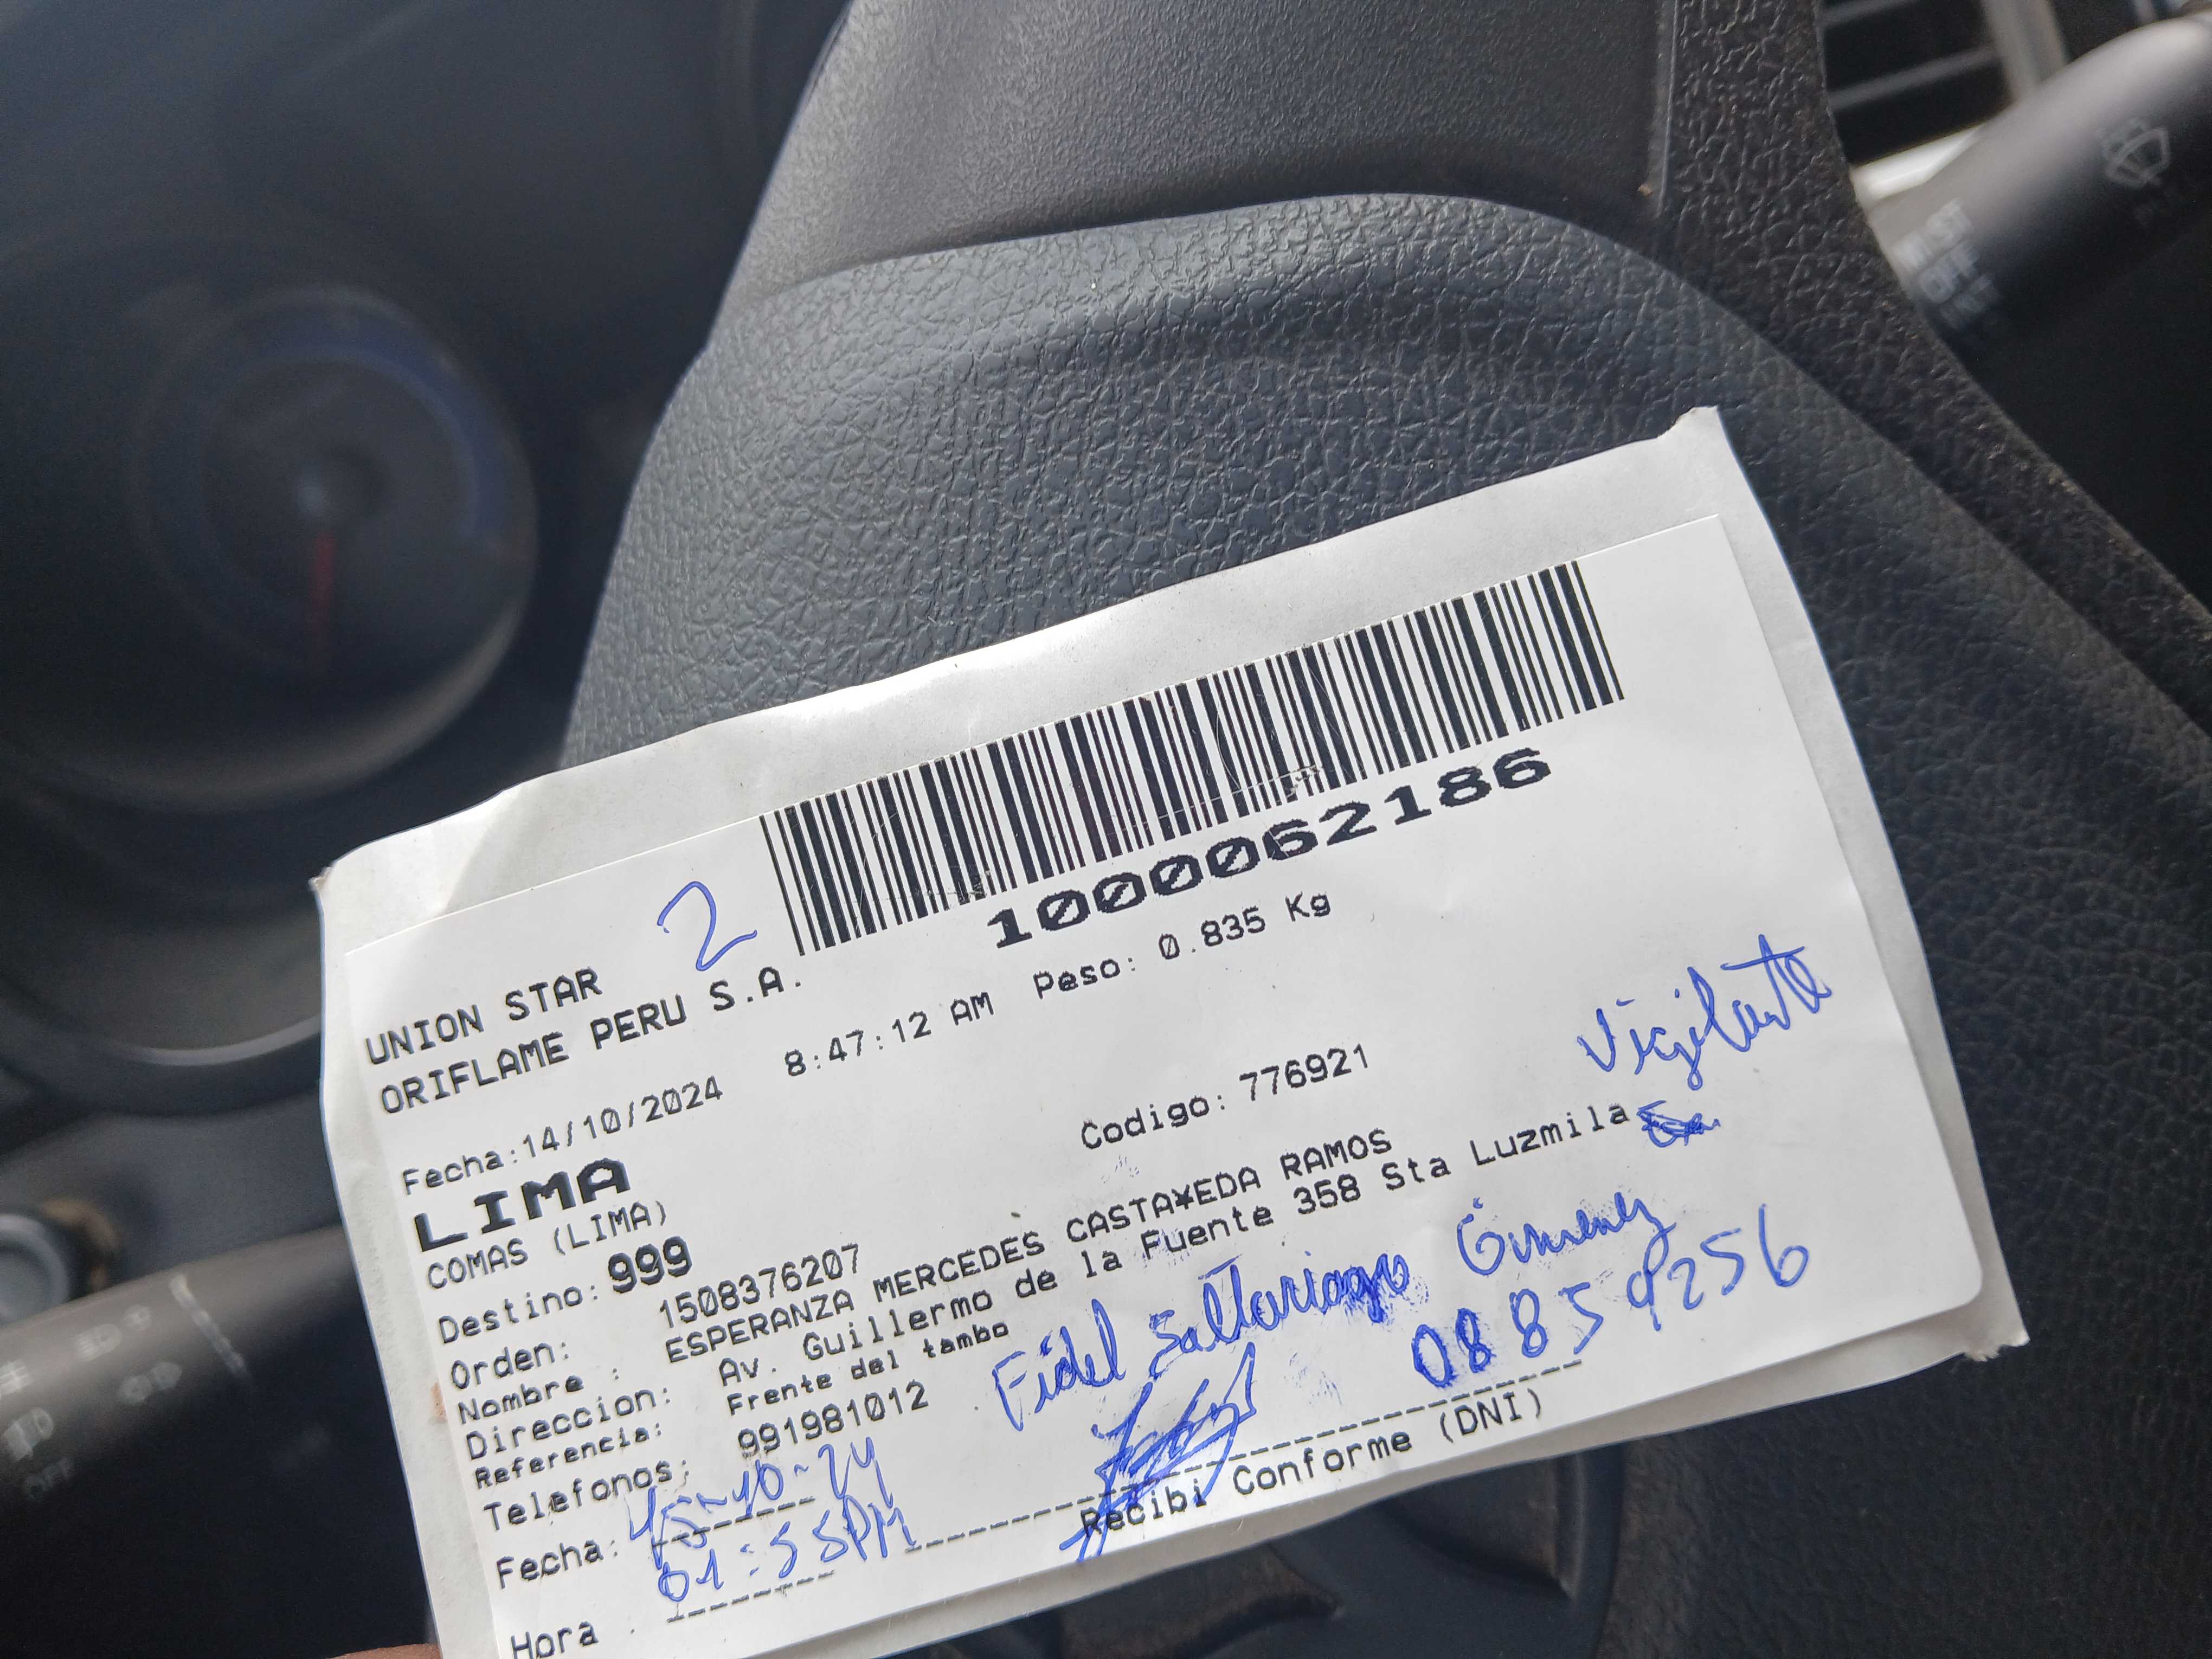 1000062186
2
UNION STAR
ORIFLAME PERU S.A.
Fecha:14/10/2024 8:47:12 AM Peso: 0.835 Kg
LIMA
COMAS (LIMA) Codigo: 776921
Vigilante
Destino: 999
Orden: 1508376207
Nombre : ESPERANZA MERCEDES CASTA¥EDA RAMOS
Direccion: Av. Guillermo de la Fuente 358 Sta Luzmila
Referencia: Frente del tambo
Telefonos: 991981012
Fidel Gimenez
08859256
Fecha: 15-10-24
Hora . 01:55PM
Recibi Conforme (DNI)
OFF